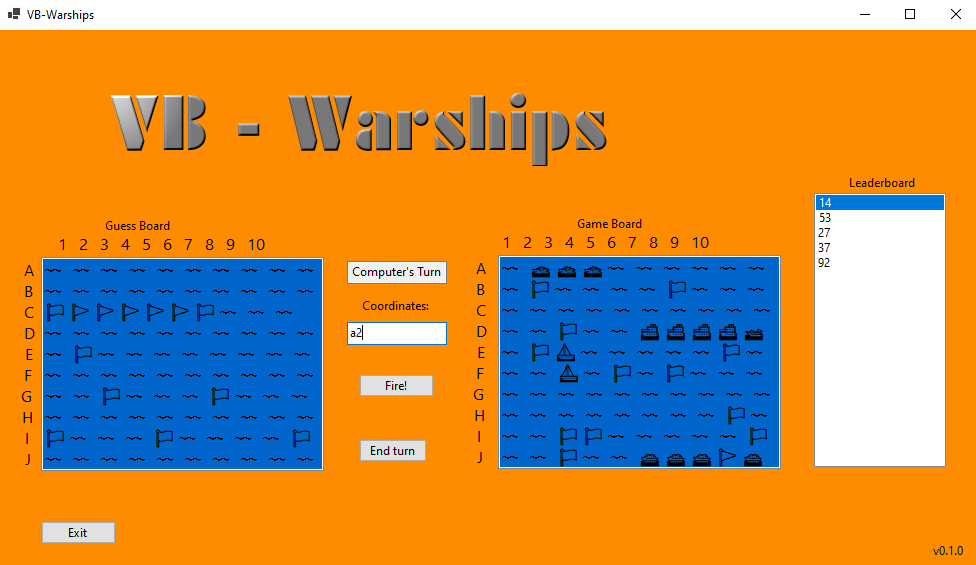 VB-Warships
VB - Warships
Leaderboard
14
53
27
37
92
Guess Board
1 2 3 4 5 6 7 8 9 10
A
B
C
D
E
F
G
H
I
J
Computer's Turn
Coordinates:
a2
Fire!
End turn
Game Board
1 2 3 4 5 6 7 8 9 10
A
B
C
D
E
F
G
H
I
J
Exit
v0.1.0